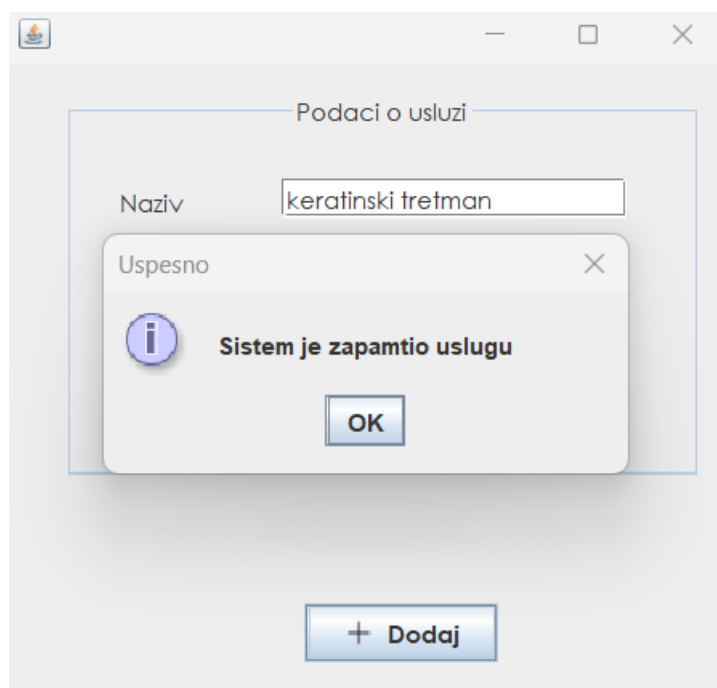 Podaci o usluzi
Naziv keratinski tretman
Uspesno
Sistem je zapamtio uslugu
OK
+ Dodaj